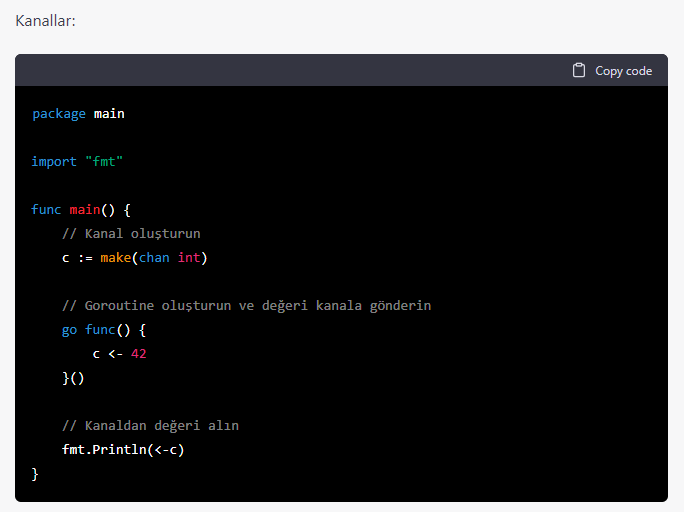 Kanallar:
Copy code
package main
import "fmt"
func main() {
    // Kanal oluşturun
    c := make(chan int)
    // Goroutine oluşturun ve değeri kanala gönderin
    go func() {
        c <- 42
    }()
    // Kanaldan değeri alın
    fmt.Println(<-c)
}